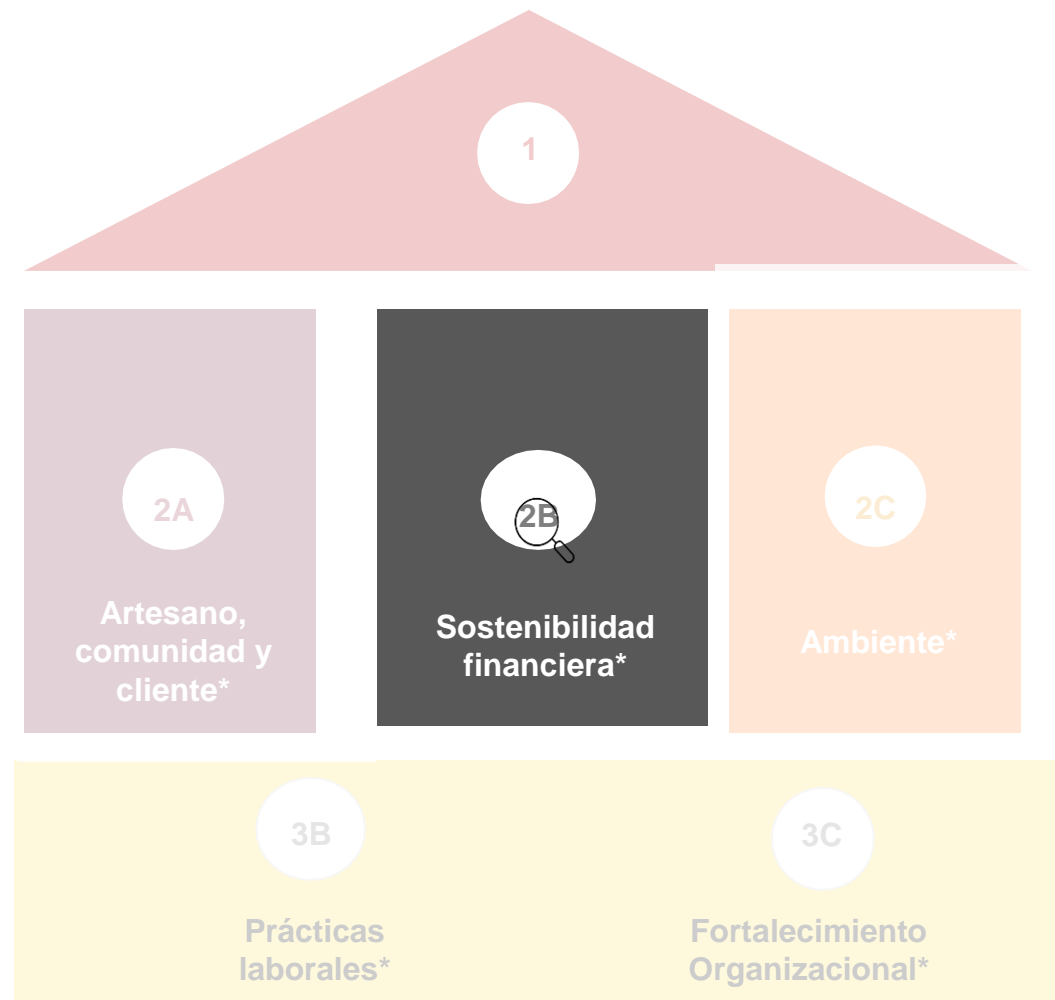 1
2A
Artesano,
comunidad y
cliente*
2B
Sostenibilidad
financiera*
2C
Ambiente*
3B
Prácticas
laborales*
3C
Fortalecimiento
Organizacional*